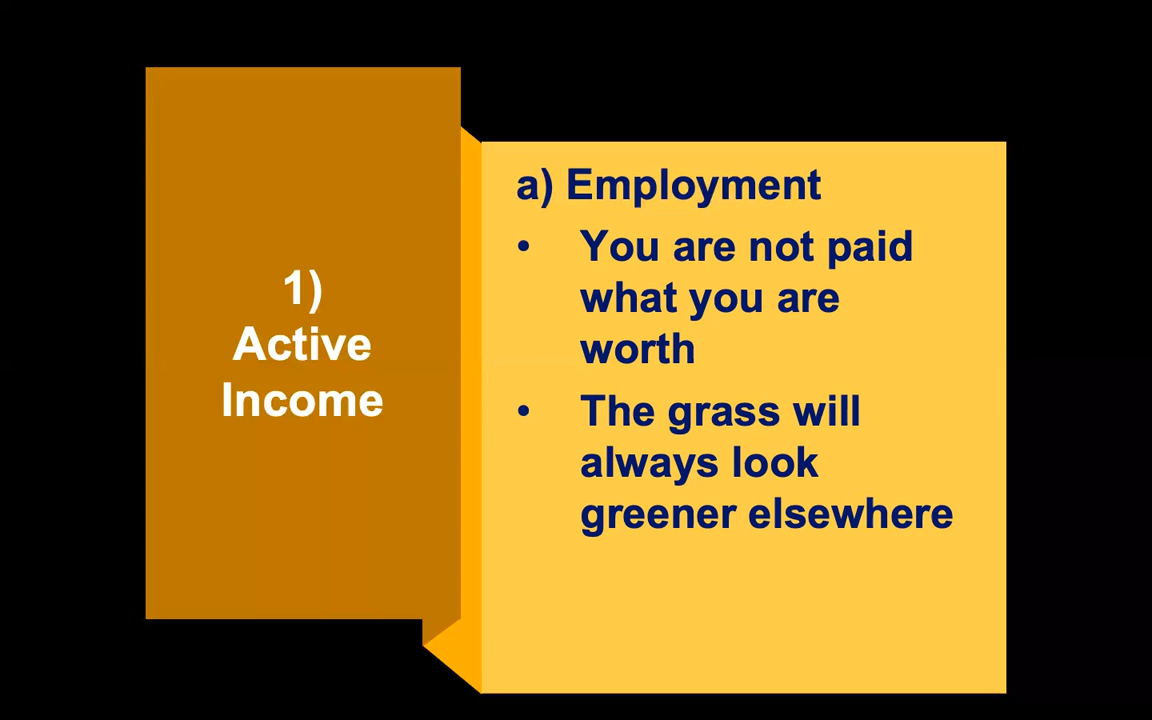 1)
Active
Income
a) Employment
• You are not paid
what you are
worth
• The grass will
always look
greener elsewhere